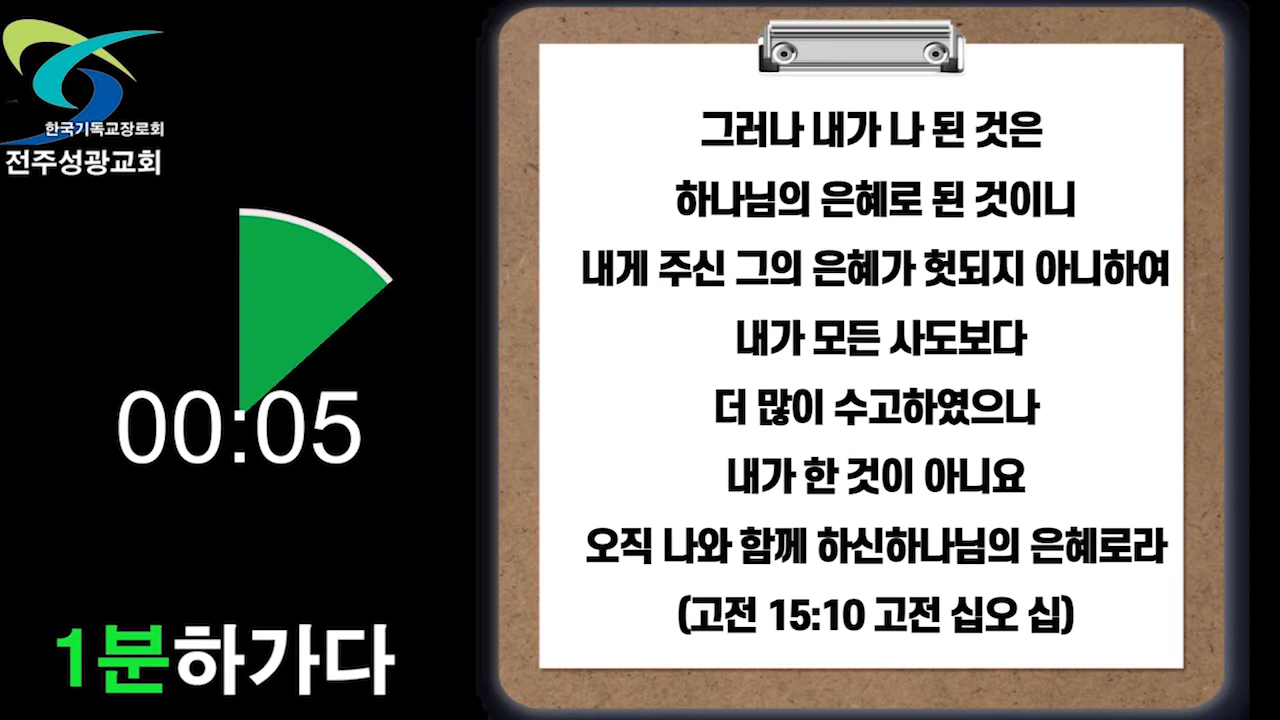 한국기독교장로회
전주성광교회
00:05
1분하가다
그러나 내가 나 된 것은
하나님의 은혜로 된 것이니
내게 주신 그의 은혜가 헛되지 아니하여
내가 모든 사도보다
더 많이 수고하였으나
내가 한 것이 아니요
오직 나와 함께 하신하나님의 은혜로라
(고전 15:10 고전 십오 십)